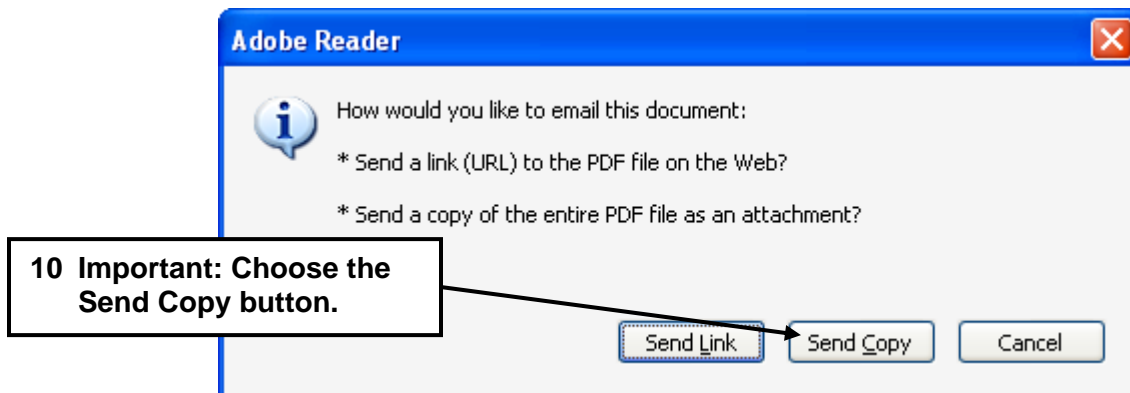 Adobe Reader
How would you like to email this document:
* Send a link (URL) to the PDF file on the Web?
* Send a copy of the entire PDF file as an attachment?
10 Important: Choose the
Send Copy button.
Send Link
Send Copy
Cancel